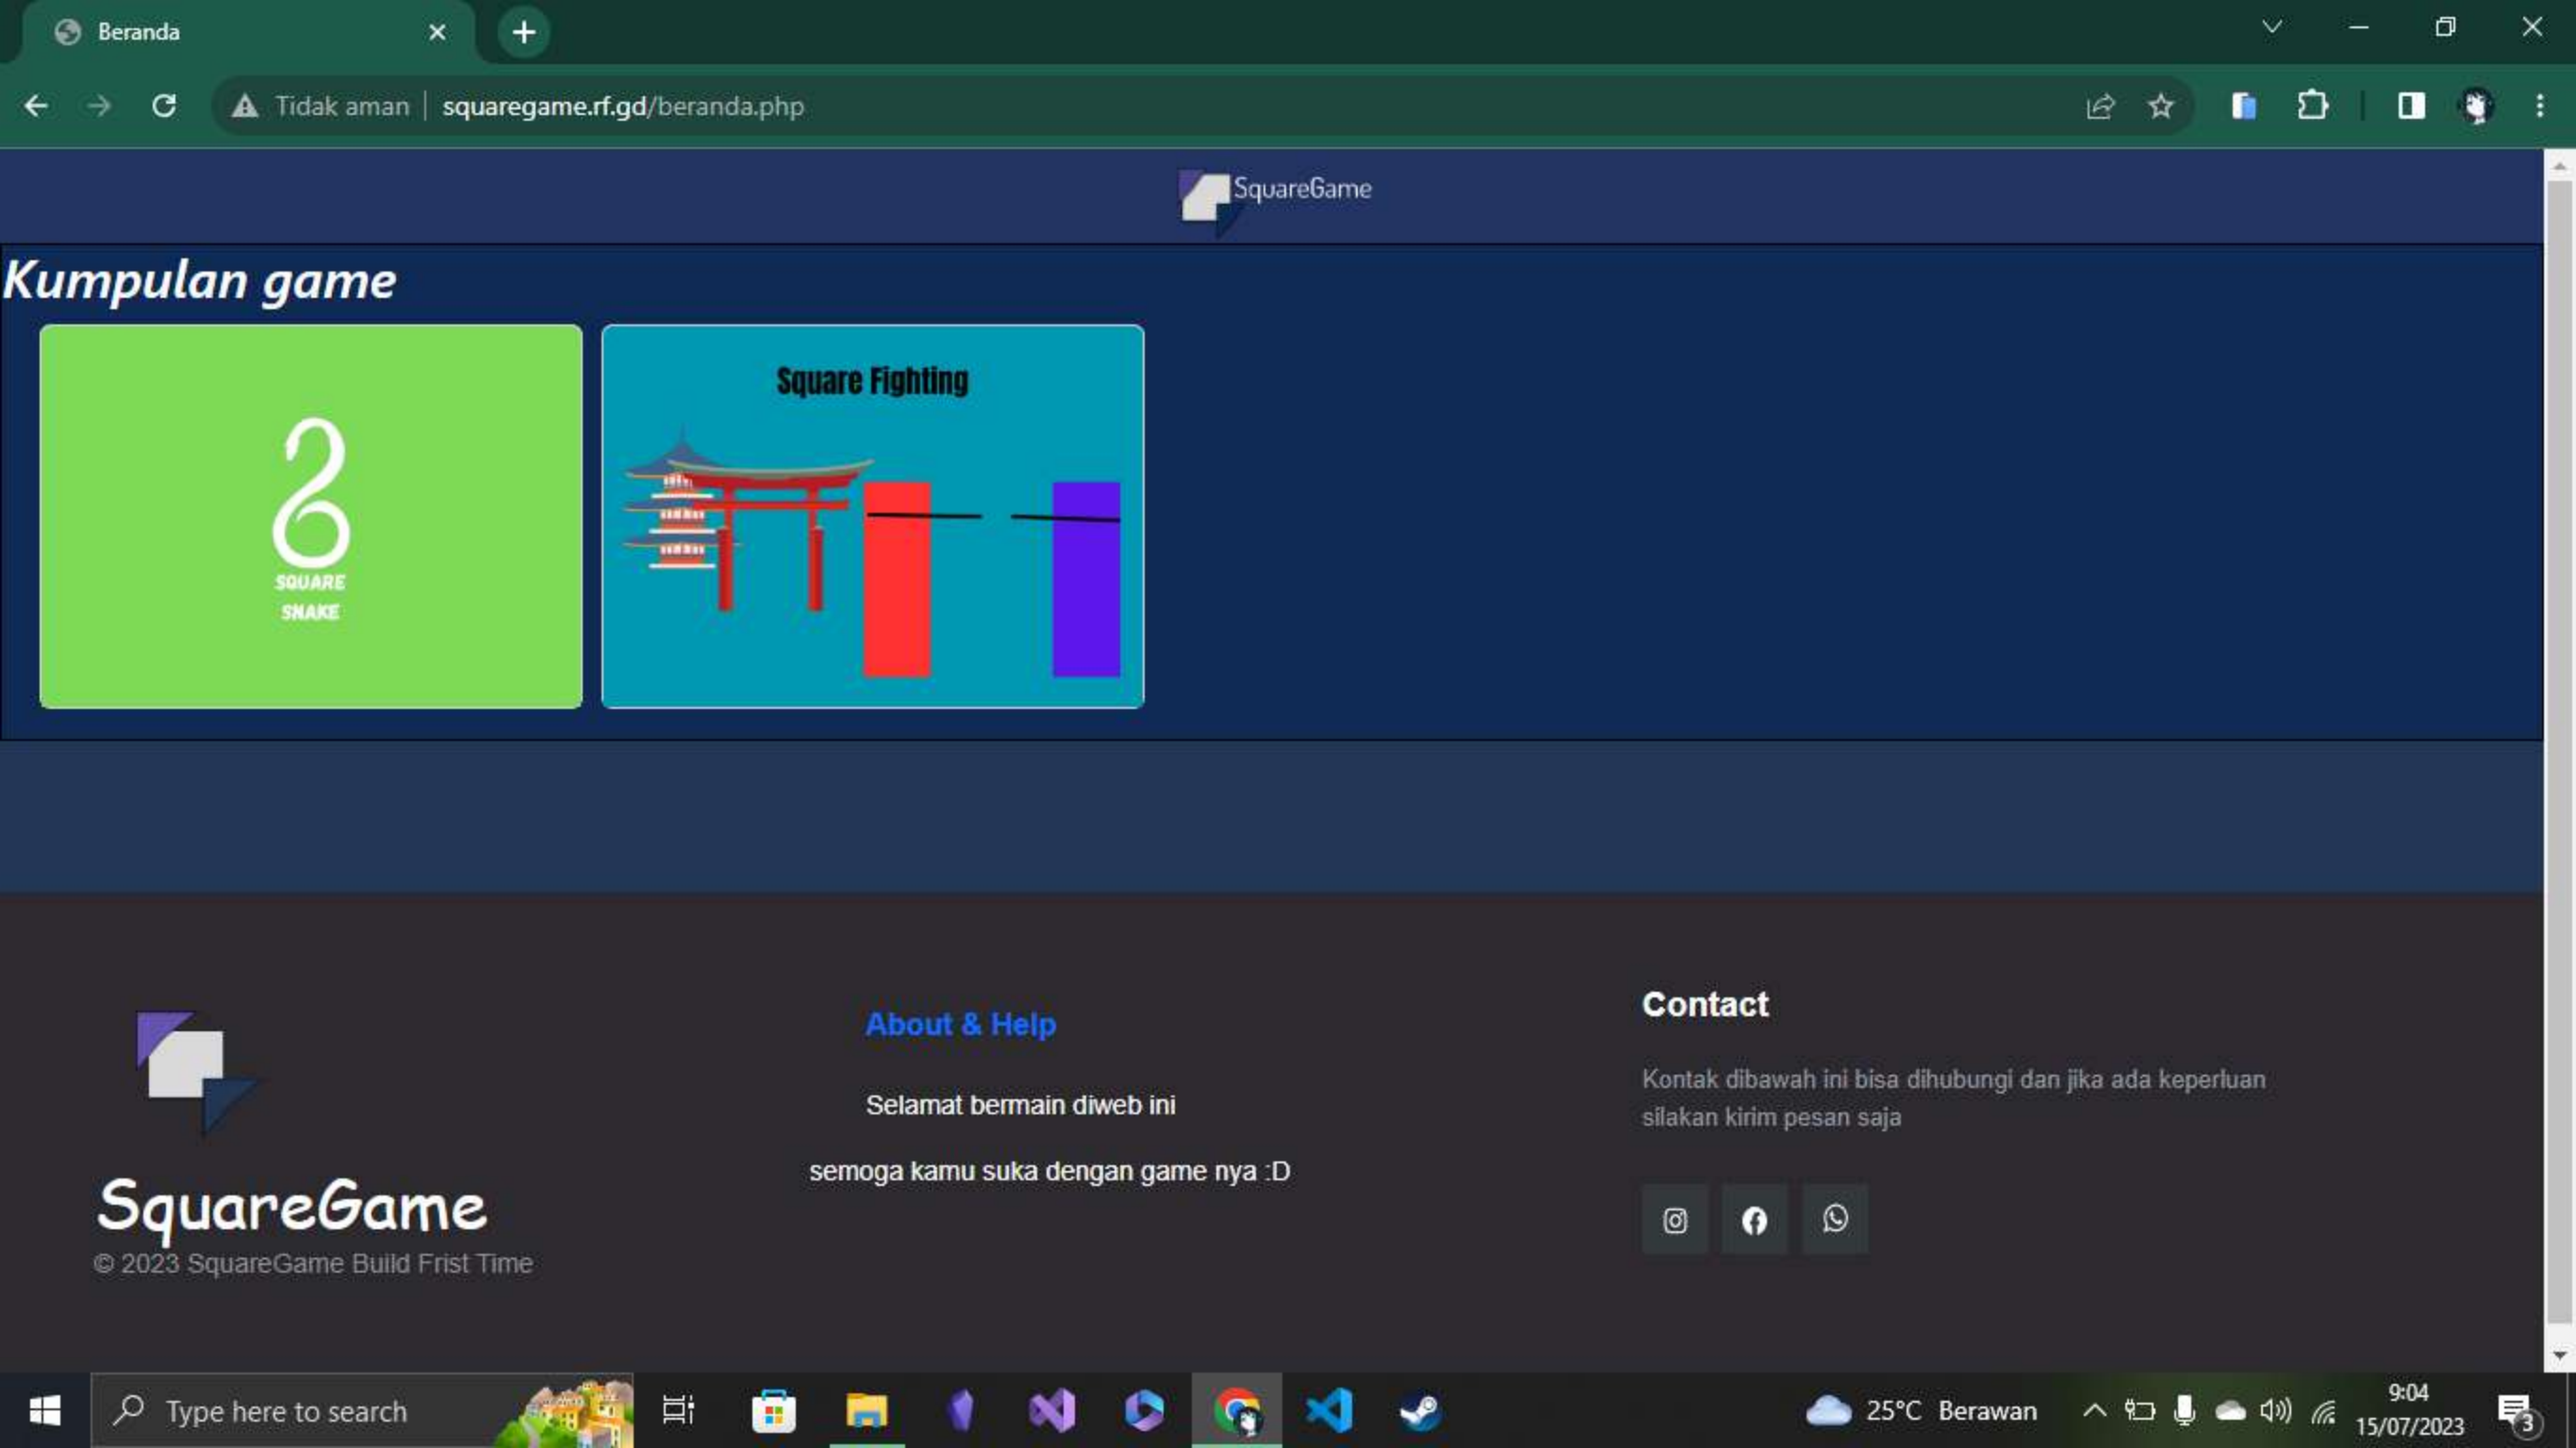 Beranda
Tidak aman squaregame.rf.gd/beranda.php
SquareGame
Kumpulan game
SQUARE
SNAKE
Square Fighting
SquareGame
© 2023 SquareGame Build Frist Time
About & Help
Selamat bermain diweb ini
semoga kamu suka dengan game nya :D
Contact
Kontak dibawah ini bisa dihubungi dan jika ada keperluan
silakan kirim pesan saja
Type here to search
25°C Berawan
9:04
15/07/2023
3